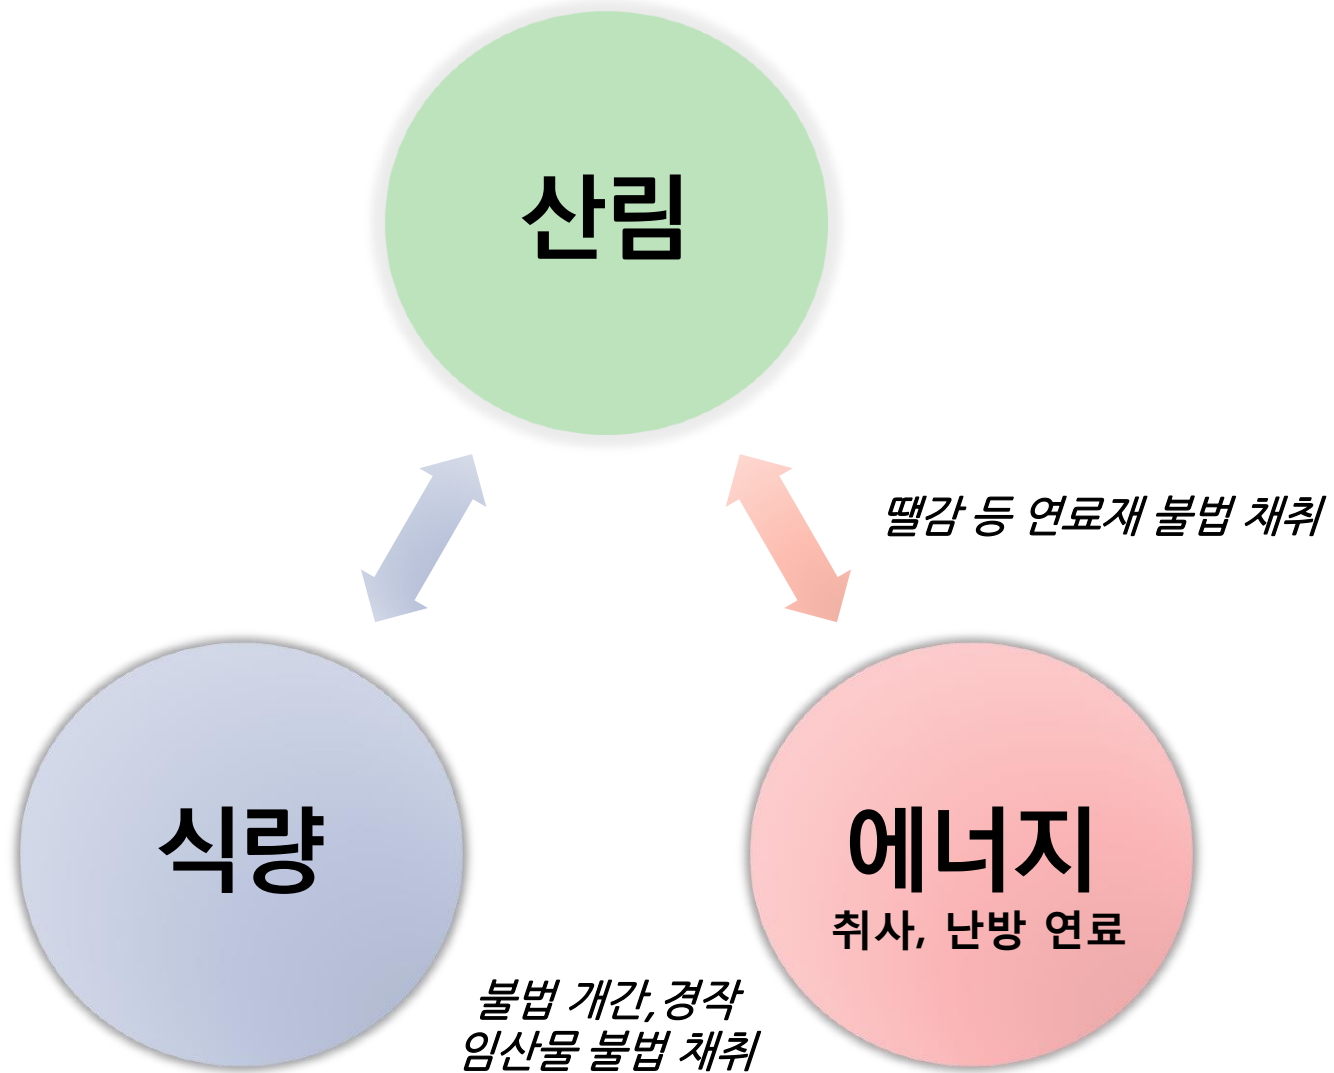 산림
땔감 등 연료재 불법 채취
식량
에너지
취사, 난방 연료
불법 개간,경작
임산물 불법 채취